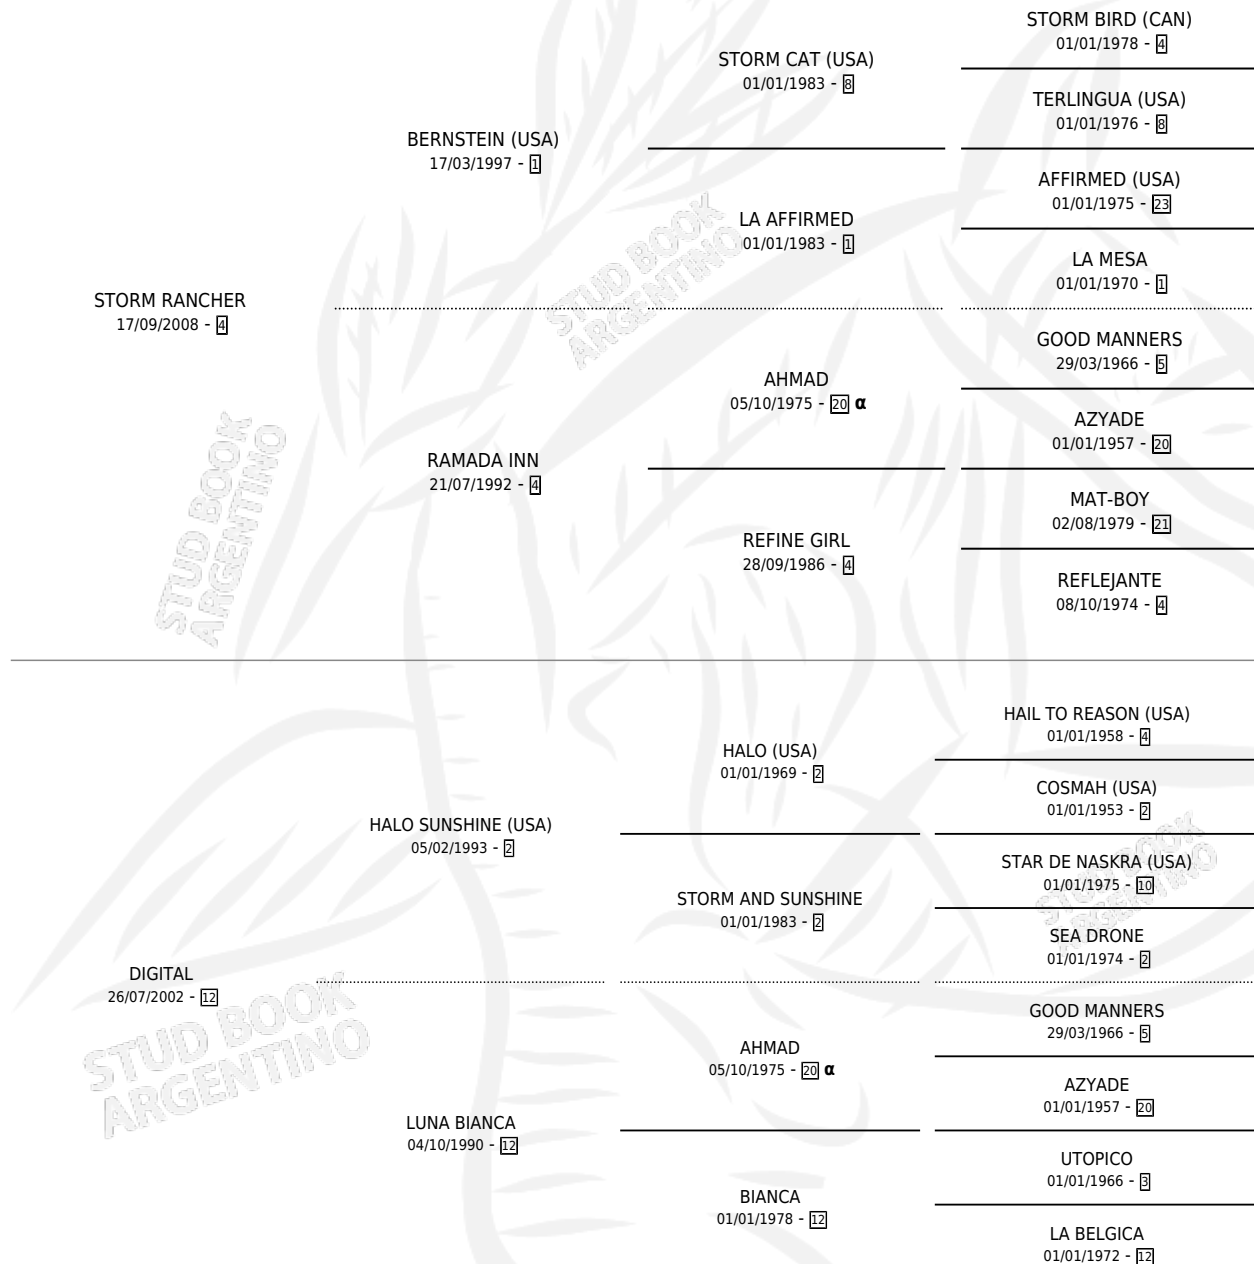 STORM BIRD (CAN)
01/01/1978 - 4
STORM CAT (USA)
01/01/1983 - 8
TERLINGUA (USA)
01/01/1976 - 8
BERNSTEIN (USA)
17/03/1997 - 1
AFFIRMED (USA)
01/01/1975 - 23
LA AFFIRMED
01/01/1983 - 1
LA MESA
01/01/1970 - 1
STORM RANCHER
17/09/2008 - 4
GOOD MANNERS
29/03/1966 - 5
AHMAD
05/10/1975 - 20 α
AZYADE
01/01/1957 - 20
RAMADA INN
21/07/1992 - 4
MAT-BOY
02/08/1979 - 21
REFINE GIRL
28/09/1986 - 4
REFLEJANTE
08/10/1974 - 4
STUD BOOK
ARGENTINO
STUD BOOK
ARGENTINO
HAIL TO REASON (USA)
01/01/1958 - 4
HALO (USA)
01/01/1969 - 2
COSMAH (USA)
01/01/1953 - 2
HALO SUNSHINE (USA)
05/02/1993 - 2
STAR DE NASKRA (USA)
01/01/1975 - 10
STORM AND SUNSHINE
01/01/1983 - 2
SEA DRONE
01/01/1974 - 2
STUD BOOK
ARGENTINO
DIGITAL
26/07/2002 - 12
GOOD MANNERS
29/03/1966 - 5
AHMAD
05/10/1975 - 20 α
AZYADE
01/01/1957 - 20
LUNA BIANCA
04/10/1990 - 12
UTOPICO
01/01/1966 - 3
BIANCA
01/01/1978 - 12
LA BELGICA
01/01/1972 - 12
STUD BOOK
ARGENTINO